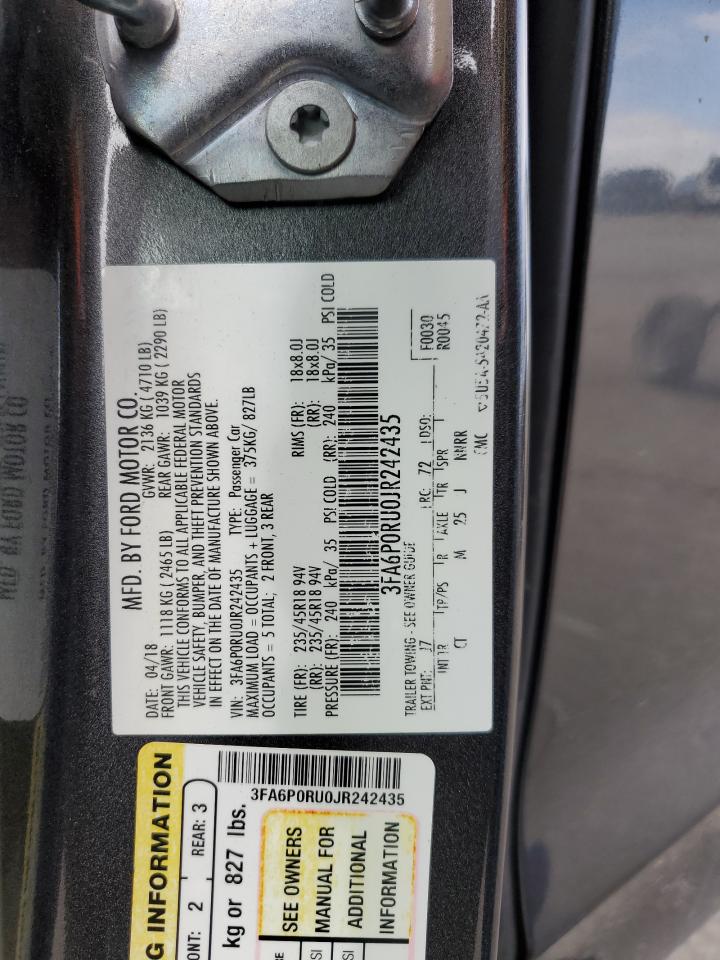 MFD. BY FORD MOTOR CO.
DATE: 04/18 GVWR: 2136 KG ( 4710 LB)
FRONT GAWR: 1118 KG ( 2465 LB) REAR GAWR: 1039 KG ( 2290 LB)
THIS VEHICLE CONFORMS TO ALL APPLICABLE FEDERAL MOTOR
VEHICLE SAFETY, BUMPER, AND THEFT PREVENTION STANDARDS
IN EFFECT ON THE DATE OF MANUFACTURE SHOWN ABOVE.
VIN: 3FA6P0RU0JR242435 TYPE: Passenger Car
MAXIMUM LOAD = OCCUPANTS + LUGGAGE = 375KG/ 827LB
OCCUPANTS = 5 TOTAL; 2 FRONT, 3 REAR
TIRE (FR): 235/45R18 94V RIMS (FR): 18x8.0J
(RR): 235/45R18 94V (RR): 18x8.0J
PRESSURE (FR): 240 kPa/ 35 PSI COLD (RR): 240 kPa/ 35 PSI COLD
3FA6P0RU0JR242435
TRAILER TOWING - SEE OWNER GUIDE F0030
EXT PNT: J7 RC: 72 DSO: R0045
INT TR TP/PS R AXLE TR SPR
CT M 25 J
3FA6P0RU0JR242435
G INFORMATION
ONT: 2 REAR: 3
kg or 827 lbs.
SEE OWNERS
MANUAL FOR
ADDITIONAL
INFORMATION